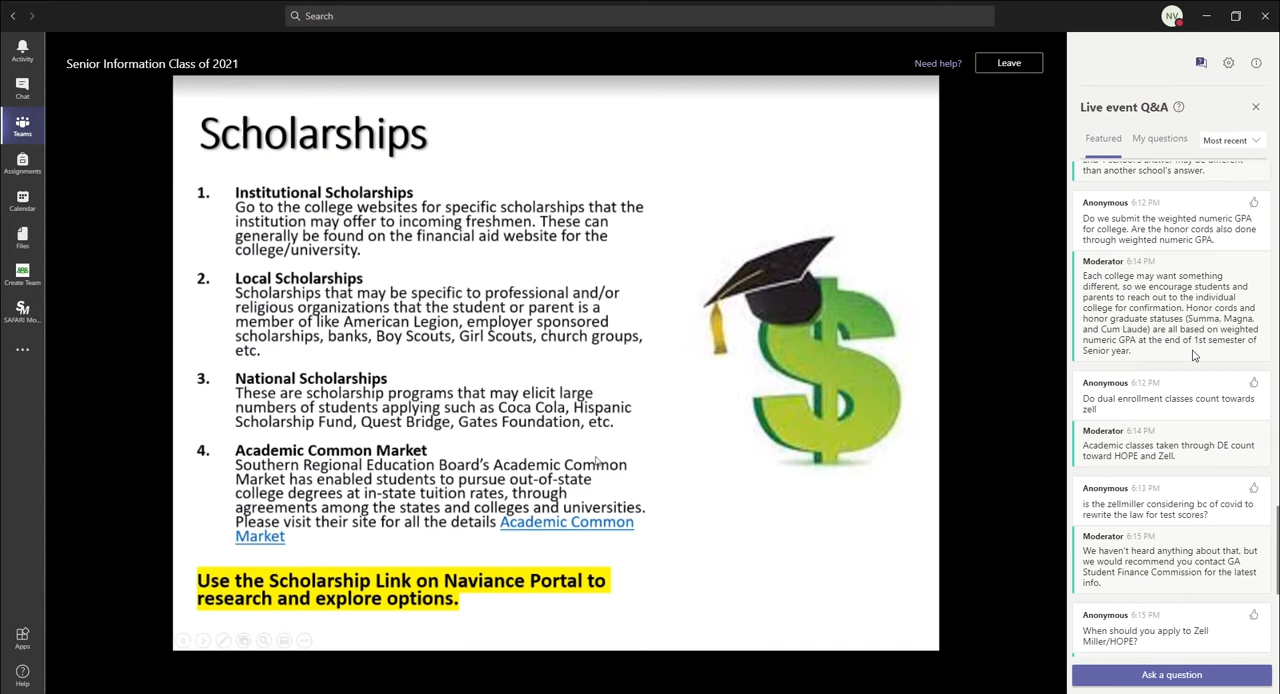 Search
NV
Activity
Chat
Teams
Assignments
Calendar
Files
Create Team
SAFARI Mo...
Apps
Help
Senior Information Class of 2021
Need help?
Leave
Scholarships
1. Institutional Scholarships
Go to the college websites for specific scholarships that the
institution may offer to incoming freshmen. These can
generally be found on the financial aid website for the
college/university.
2. Local Scholarships
Scholarships that may be specific to professional and/or
religious organizations that the student or parent is a
member of like American Legion, employer sponsored
scholarships, banks, Boy Scouts, Girl Scouts, church groups,
etc.
3. National Scholarships
These are scholarship programs that may elicit large
numbers of students applying such as Coca Cola, Hispanic
Scholarship Fund, Quest Bridge, Gates Foundation, etc.
4. Academic Common Market
Southern Regional Education Board's Academic Common
Market has enabled students to pursue out-of-state
college degrees at in-state tuition rates, through
agreements among the states and colleges and universities.
Please visit their site for all the details Academic Common
Market
Use the Scholarship Link on Naviance Portal to
research and explore options.
Live event Q&A
Featured My questions Most recent
than another school's answer.
Anonymous 6:12 PM
Do we submit the weighted numeric GPA
for college. Are the honor cords also done
through weighted numeric GPA.
Moderator 6:14 PM
Each college may want something
different, so we encourage students and
parents to reach out to the individual
college for confirmation. Honor cords and
honor graduate statuses (Summa, Magna,
and Cum Laude) are all based on weighted
numeric GPA at the end of 1st semester of
Senior year.
Anonymous 6:12 PM
Do dual enrollment classes count towards
zell
Moderator 6:14 PM
Academic classes taken through DE count
toward HOPE and Zell.
Anonymous 6:13 PM
is the zellmiller considering bc of covid to
rewrite the law for test scores?
Moderator 6:15 PM
We haven't heard anything about that, but
we would recommend you contact GA
Student Finance Commission for the latest
info.
Anonymous 6:15 PM
When should you apply to Zell
Miller/HOPE?
Ask a question